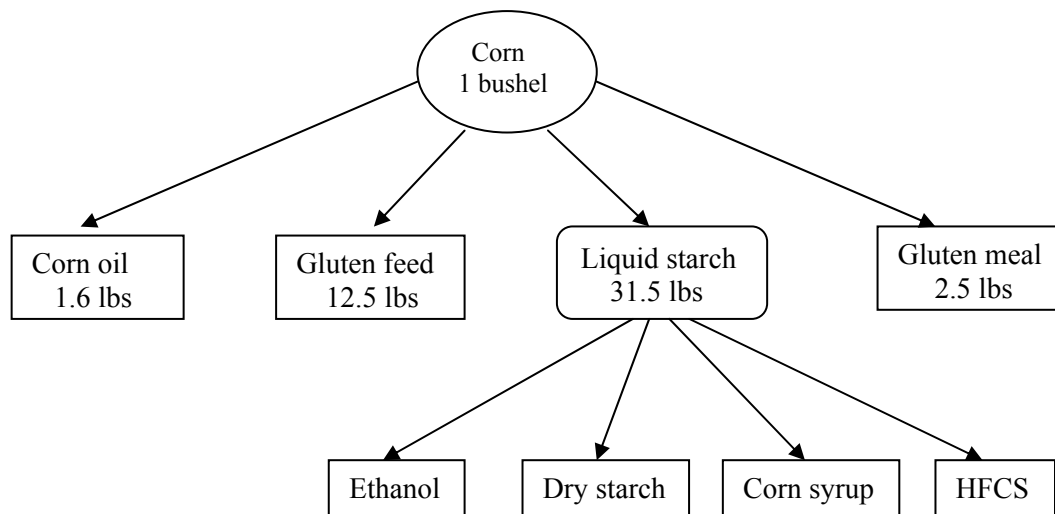 Corn
1 bushel
Corn oil
1.6 lbs
Gluten feed
12.5 lbs
Liquid starch
31.5 lbs
Gluten meal
2.5 lbs
Ethanol
Dry starch
Corn syrup
HFCS